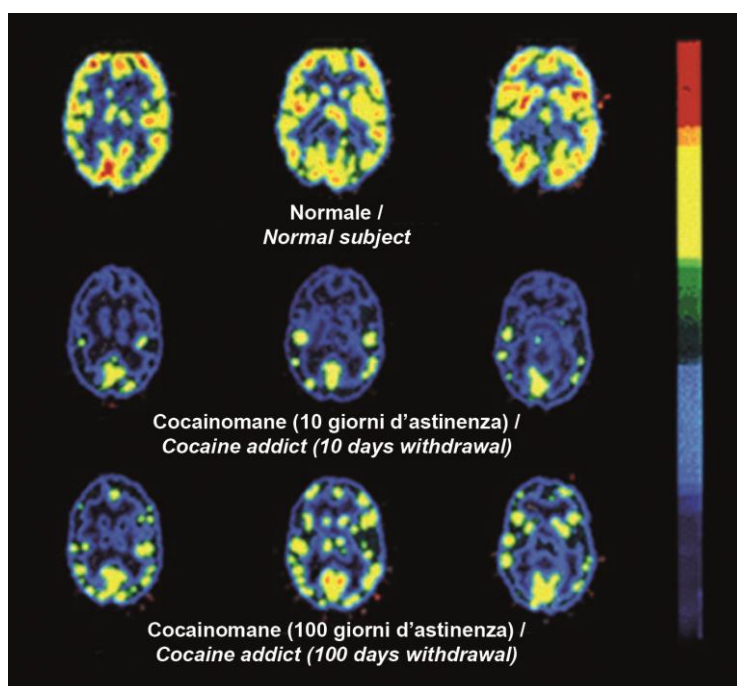 Normale /
Normal subject
Cocainomane (10 giorni d'astinenza) /
Cocaine addict (10 days withdrawal)
Cocainomane (100 giorni d'astinenza) /
Cocaine addict (100 days withdrawal)